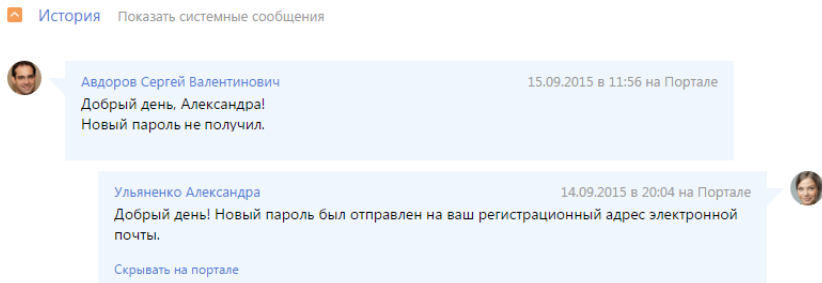 История Показать системные сообщения
Авдоров Сергей Валентинович 15.09.2015 в 11:56 на Портале
Добрый день, Александра!
Новый пароль не получил.
Ульяненко Александра 14.09.2015 в 20:04 на Портале
Добрый день! Новый пароль был отправлен на ваш регистрационный адрес электронной
почты.
Скрывать на портале